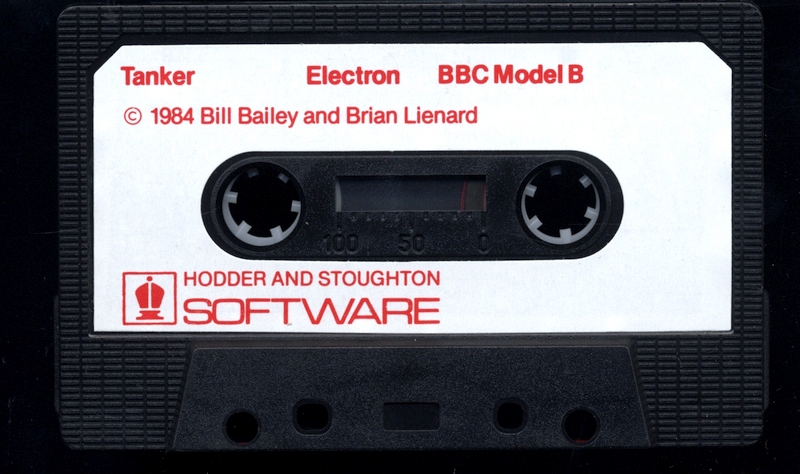 Tanker Electron BBC Model B
© 1984 Bill Bailey and Brian Lienard
100 50 0
HODDER AND STOUGHTON
SOFTWARE